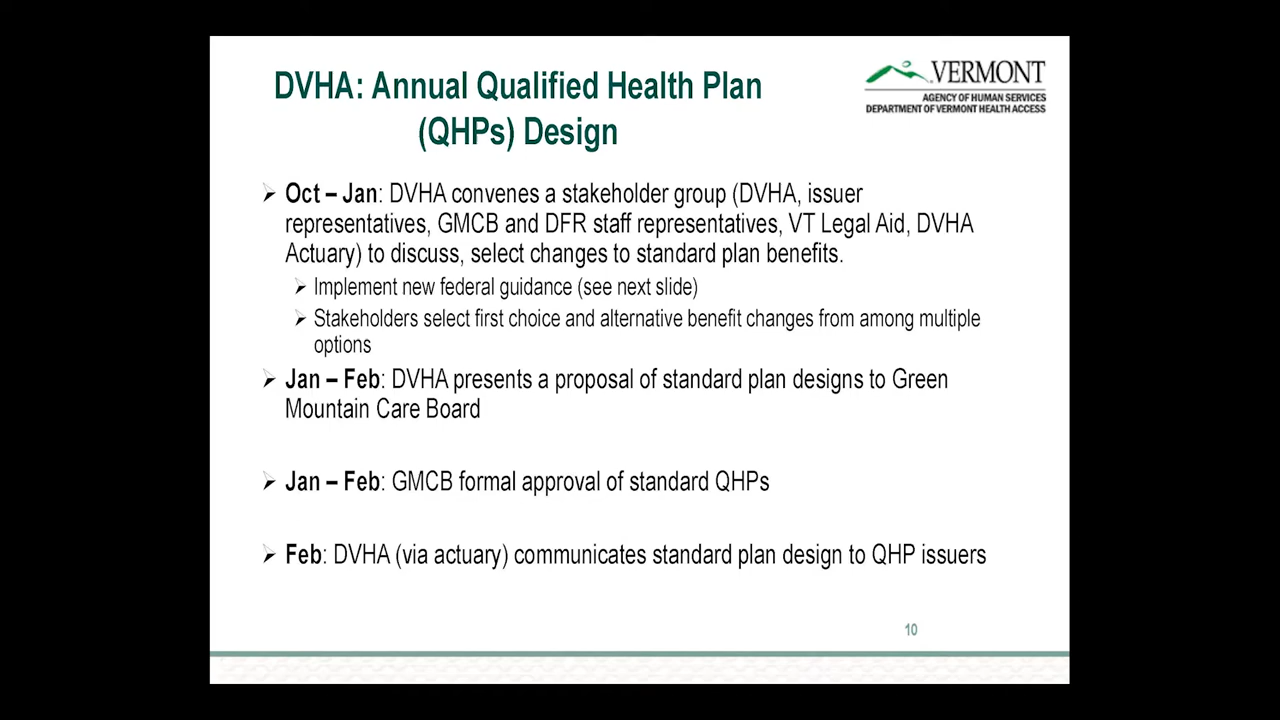 DVHA: Annual Qualified Health Plan
(QHPs) Design
VERMONT
AGENCY OF HUMAN SERVICES
DEPARTMENT OF VERMONT HEALTH ACCESS
➢ Oct – Jan: DVHA convenes a stakeholder group (DVHA, issuer
representatives, GMCB and DFR staff representatives, VT Legal Aid, DVHA
Actuary) to discuss, select changes to standard plan benefits.
➢ Implement new federal guidance (see next slide)
➢ Stakeholders select first choice and alternative benefit changes from among multiple
options
➢ Jan – Feb: DVHA presents a proposal of standard plan designs to Green
Mountain Care Board
➢ Jan – Feb: GMCB formal approval of standard QHPs
➢ Feb: DVHA (via actuary) communicates standard plan design to QHP issuers
10